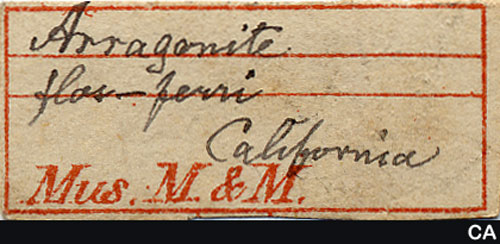 Arragonite
flos-ferri
California
Mus. M. & M.
CA